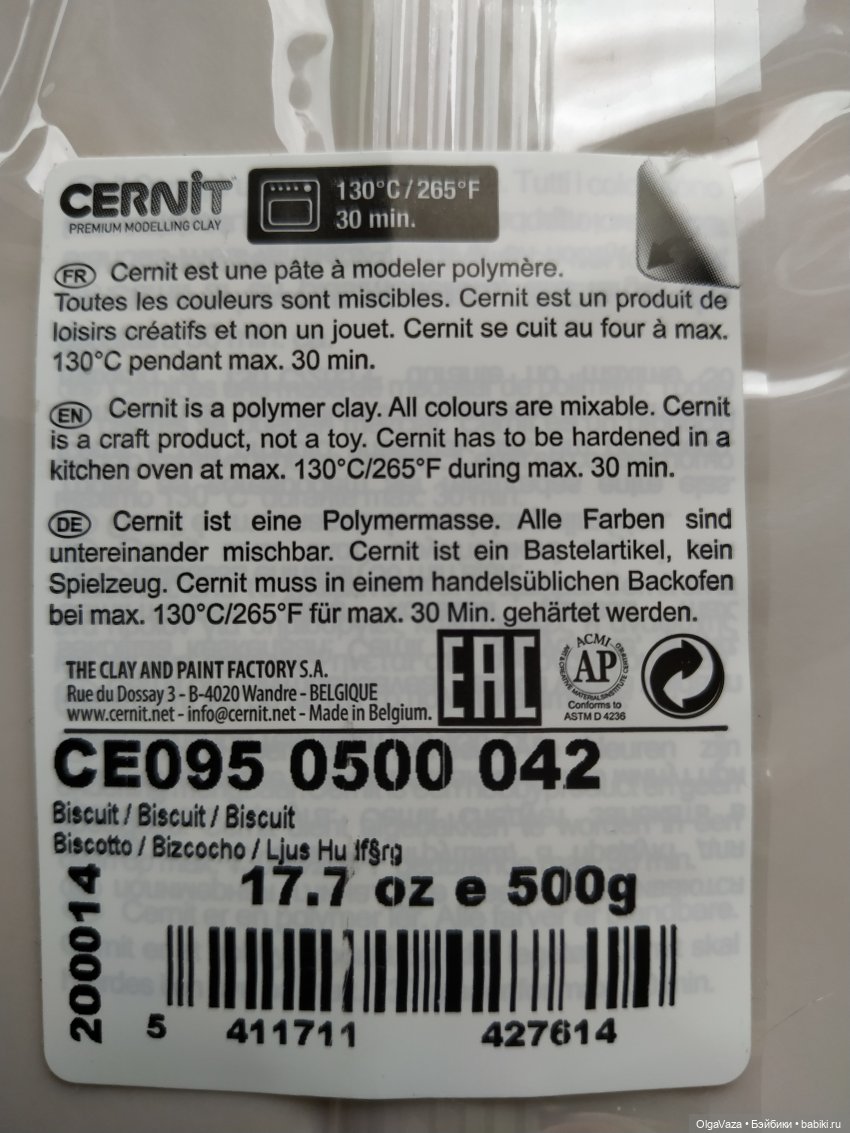 CERNIT™
PREMIUM MODELLING CLAY
130°C / 265°F
30 min.
FR Cernit est une pâte à modeler polymère.
Toutes les couleurs sont miscibles. Cernit est un produit de
loisirs créatifs et non un jouet. Cernit se cuit au four à max.
130°C pendant max. 30 min.
EN Cernit is a polymer clay. All colours are mixable. Cernit
is a craft product, not a toy. Cernit has to be hardened in a
kitchen oven at max. 130°C/265°F during max. 30 min.
DE Cernit ist eine Polymermasse. Alle Farben sind
untereinander mischbar. Cernit ist ein Bastelartikel, kein
Spielzeug. Cernit muss in einem handelsüblichen Backofen
bei max. 130°C/265°F für max. 30 Min. gehärtet werden.
THE CLAY AND PAINT FACTORY S.A.
Rue du Dossay 3 - B-4020 Wandre - BELGIQUE
www.cernit.net - info@cernit.net - Made in Belgium.
EAC
ACMI
AP
Conforms to
ASTM D 4236
CE095 0500 042
Biscuit / Biscuit / Biscuit
Biscotto / Bizcocho / Ljus Hu lf§rg
17.7 oz e 500g
200014
5 411711 427614
OlgaVaza • Бэйбики • babiki.ru